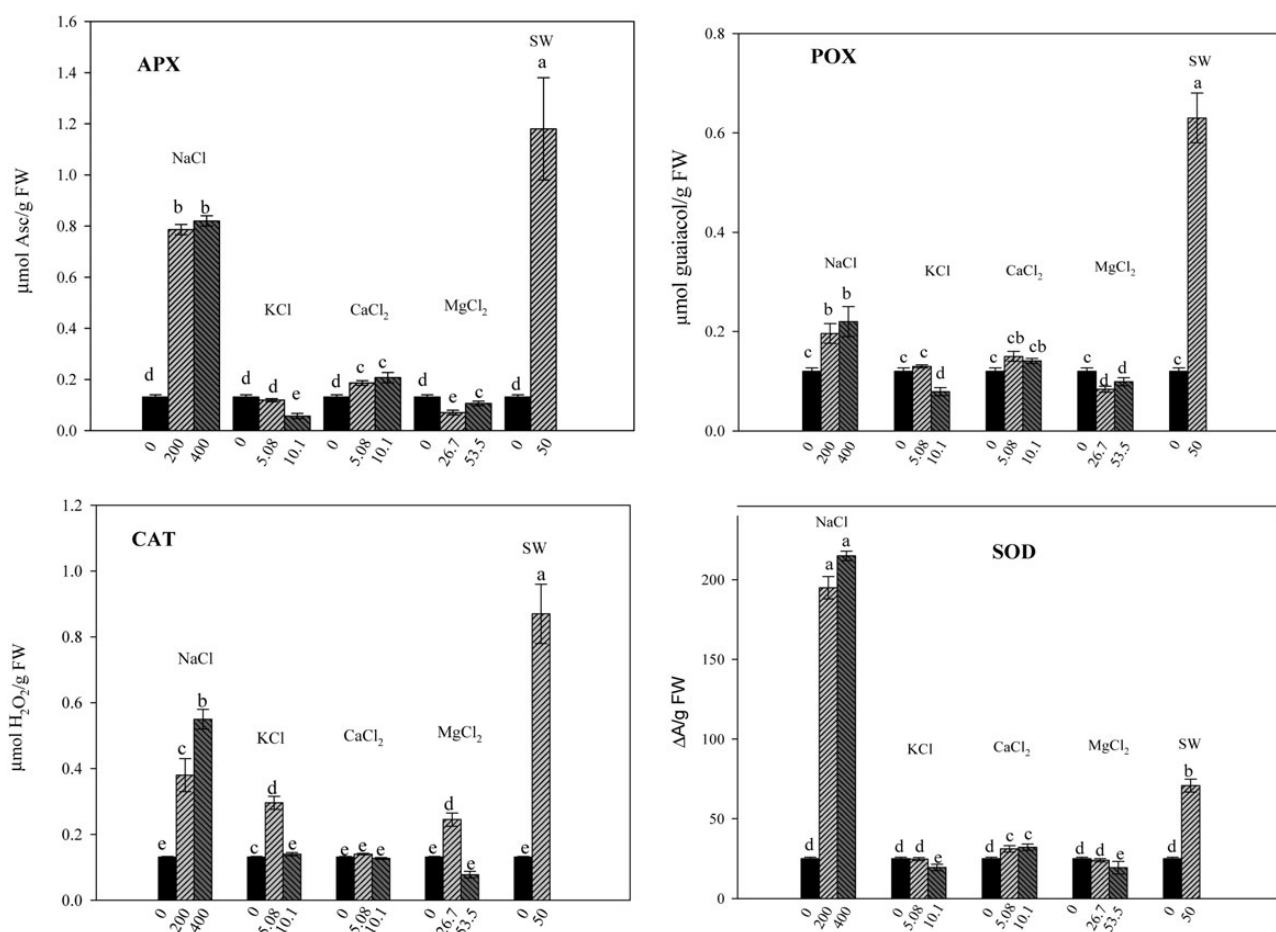 APX
SW
a
NaCl
b b
KCl
CaCl₂
MgCl₂
d d d e d c c d e c d
1.6
1.4
1.2
1.0
0.8
0.6
0.4
0.2
0.0
µmol Asc/g FW
0 200 400 0 5.08 10.1 0 5.08 10.1 0 26.7 53.5 0 50
POX
SW
a
NaCl
KCl
CaCl₂
MgCl₂
c b b c c d c cb cb c d d c
0.8
0.6
0.4
0.2
0.0
µmol guaiacol/g FW
0 200 400 0 5.08 10.1 0 5.08 10.1 0 26.7 53.5 0 50
CAT
SW
a
NaCl
KCl
CaCl₂
MgCl₂
e c b c d e e e e e d e e
1.2
1.0
0.8
0.6
0.4
0.2
0.0
µmol H₂O₂/g FW
0 200 400 0 5.08 10.1 0 5.08 10.1 0 26.7 53.5 0 50
NaCl
SOD
KCl
CaCl₂
MgCl₂
SW
d a a d d e d c c d d e d b
200
150
100
50
0
ΔA/g FW
0 200 400 0 5.08 10.1 0 5.08 10.1 0 26.7 53.5 0 50